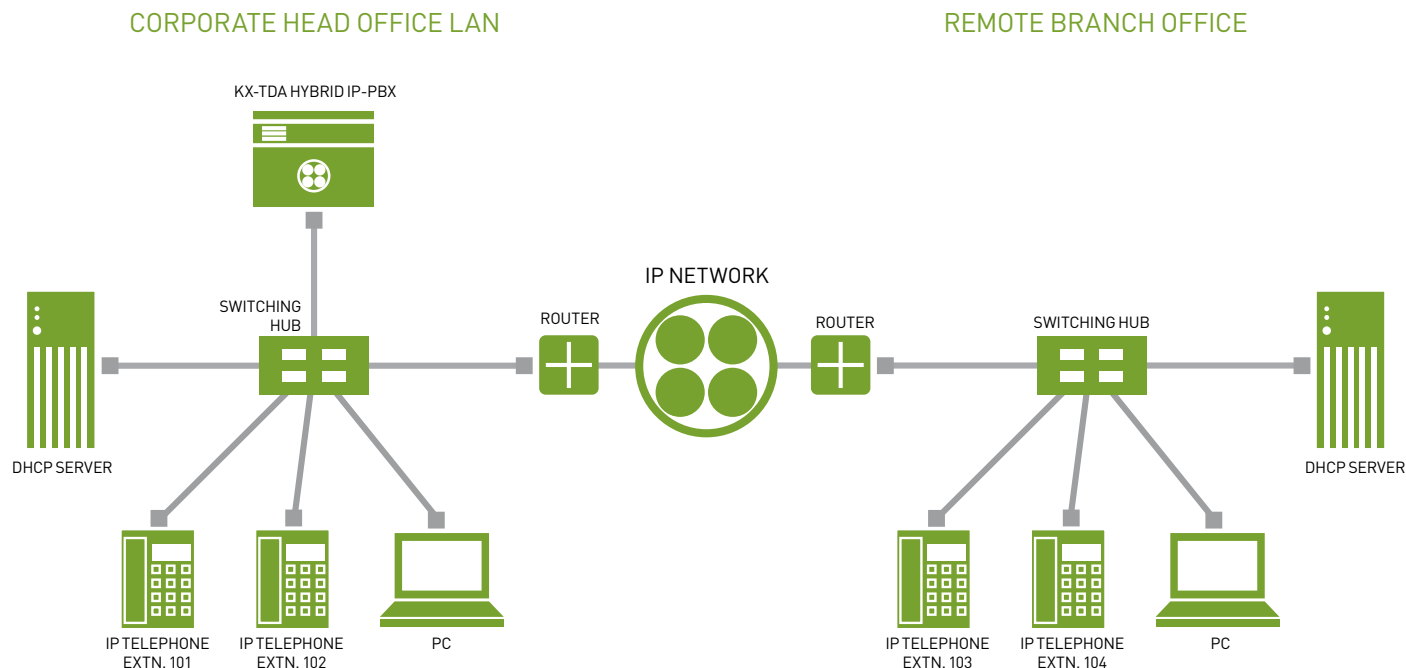 CORPORATE HEAD OFFICE LAN
REMOTE BRANCH OFFICE
KX-TDA HYBRID IP-PBX
IP NETWORK
SWITCHING
HUB
ROUTER
ROUTER
SWITCHING HUB
DHCP SERVER
DHCP SERVER
IP TELEPHONE
EXTN. 101
IP TELEPHONE
EXTN. 102
PC
IP TELEPHONE
EXTN. 103
IP TELEPHONE
EXTN. 104
PC